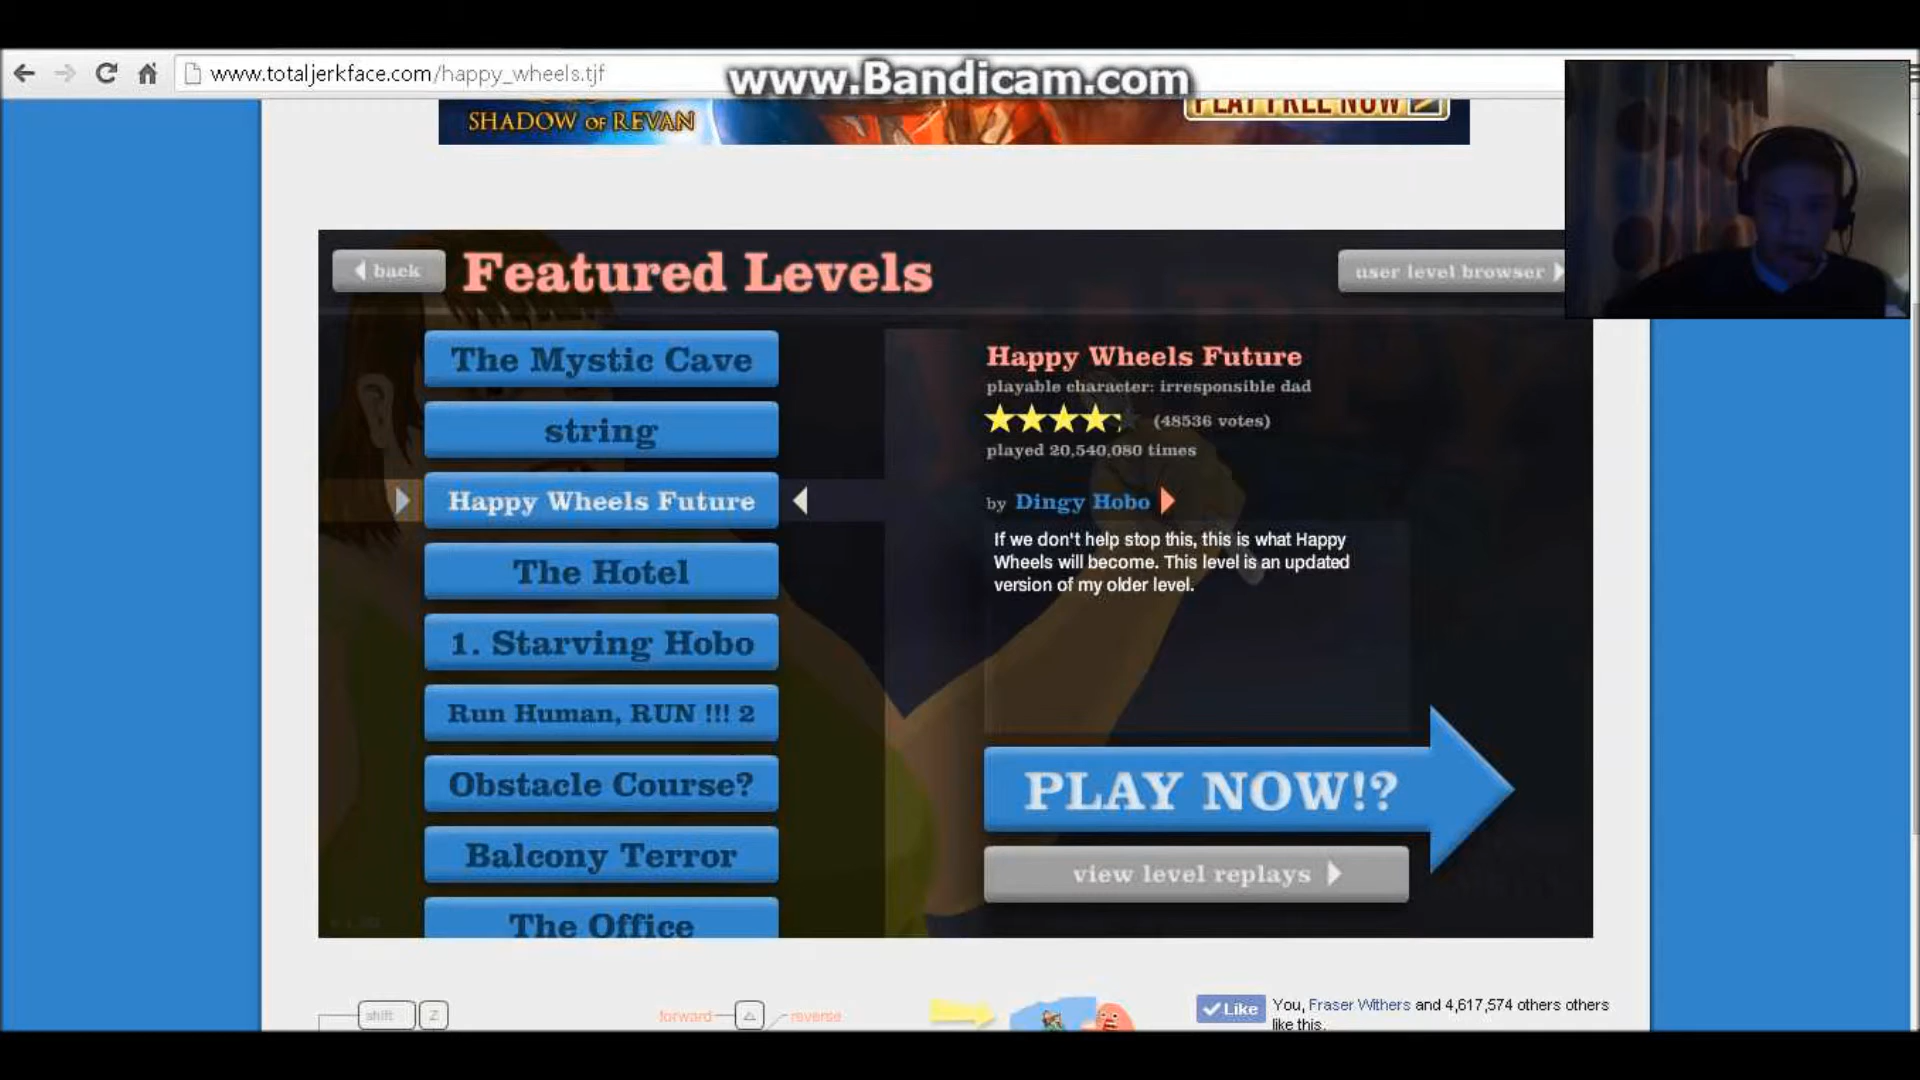 www.totaljerkface.com/happy_wheels.tjf
www.Bandicam.com
SHADOW OF REVAN
PLAY FREE NOW
back
Featured Levels
user level browser
The Mystic Cave
string
Happy Wheels Future
The Hotel
1. Starving Hobo
Run Human, RUN !!! 2
Obstacle Course?
Balcony Terror
The Office
Happy Wheels Future
playable character: irresponsible dad
(48536 votes)
played 20,540,080 times
by Dingy Hobo
If we don't help stop this, this is what Happy
Wheels will become. This level is an updated
version of my older level.
PLAY NOW!?
view level replays
shift Z
forward
reverse
Like
You, Fraser Withers and 4,617,574 others others
like this.